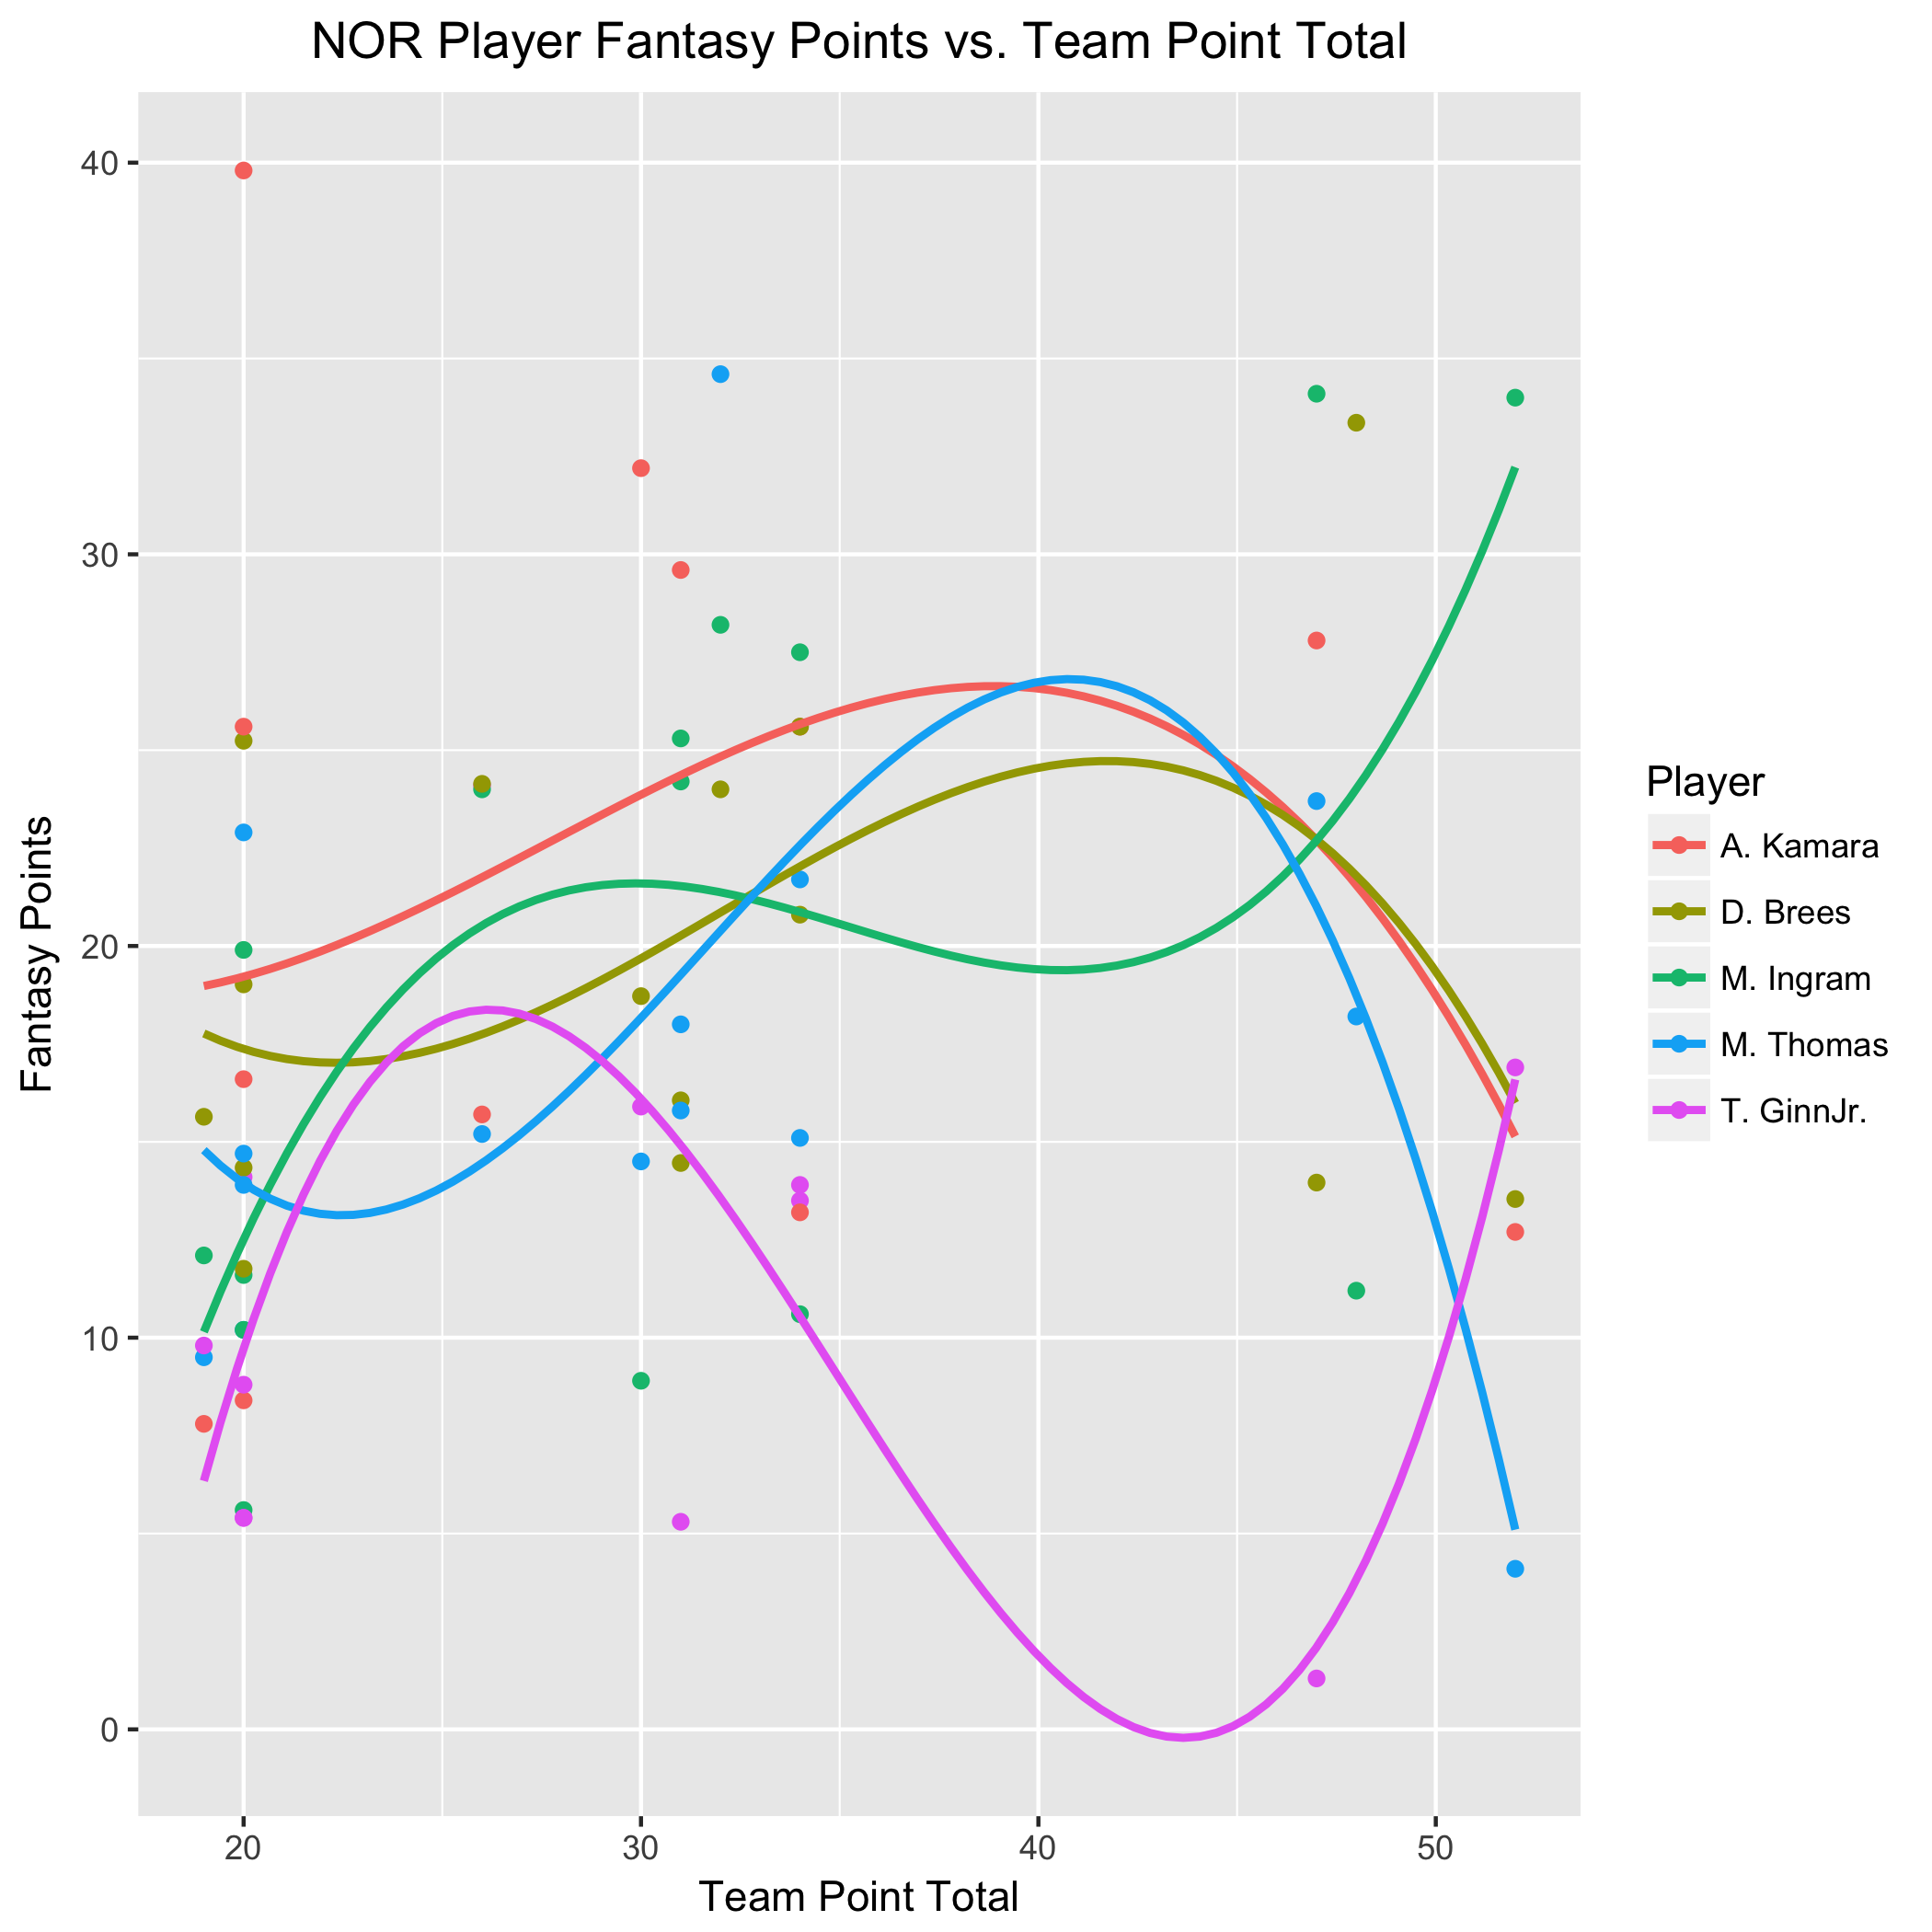 NOR Player Fantasy Points vs. Team Point Total
40
30
20
10
0
Fantasy Points
20
30
40
50
Team Point Total
Player
A. Kamara
D. Brees
M. Ingram
M. Thomas
T. GinnJr.